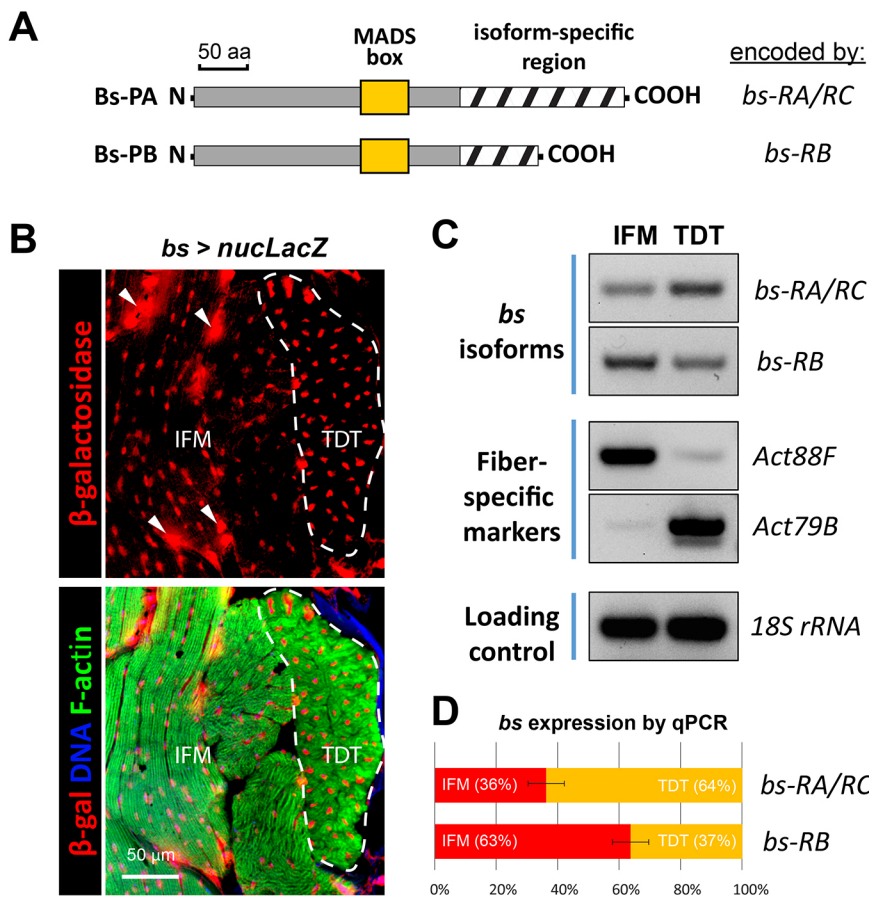 A
50 aa
MADS
box
isoform-specific
region
encoded by:
Bs-PA N
COOH
bs-RA/RC
Bs-PB N
COOH
bs-RB
B
bs > nucLacZ
β-galactosidase
IFM
TDT
β-gal DNA F-actin
IFM
TDT
50 µm
C
IFM TDT
bs
isoforms
bs-RA/RC
bs-RB
Fiber-
specific
markers
Act88F
Act79B
Loading
control
18S rRNA
D
bs expression by qPCR
IFM (36%) TDT (64%)
bs-RA/RC
IFM (63%) TDT (37%)
bs-RB
0% 20% 40% 60% 80% 100%